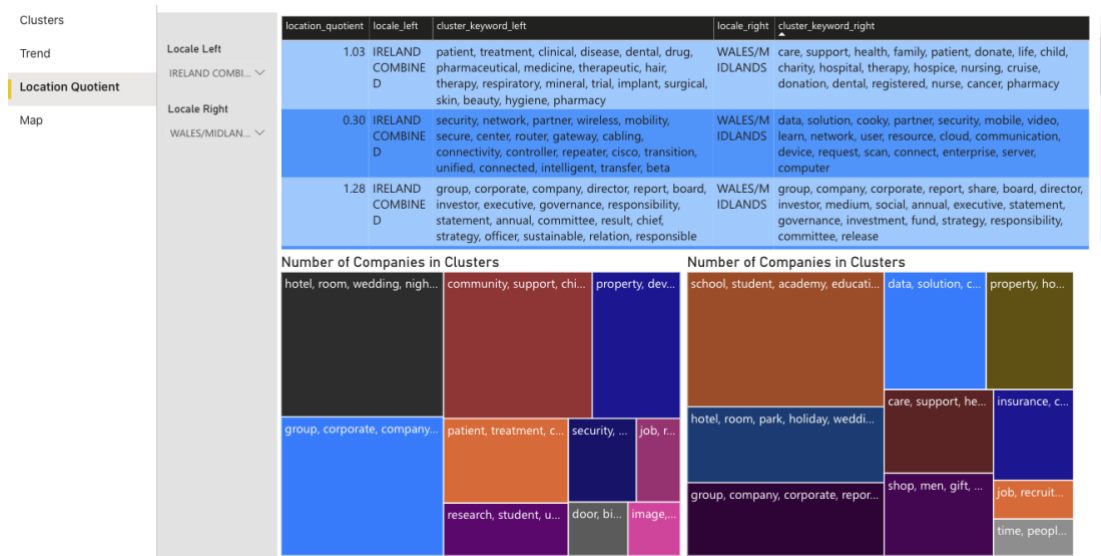 Clusters
Trend
Location Quotient
Map
Locale Left
IRELAND COMBI...
Locale Right
WALES/MIDLAN...
location_quotient locale_left cluster_keyword_left locale_right cluster_keyword_right
1.03 IRELAND patient, treatment, clinical, disease, dental, drug, WALES/M care, support, health, family, patient, donate, life, child,
COMBINE pharmaceutical, medicine, therapeutic, hair, IDLANDS charity, hospital, therapy, hospice, nursing, cruise,
D therapy, respiratory, mineral, trial, implant, surgical, donation, dental, registered, nurse, cancer, pharmacy
skin, beauty, hygiene, pharmacy
0.30 IRELAND security, network, partner, wireless, mobility, WALES/M data, solution, cooky, partner, security, mobile, video,
COMBINE secure, center, router, gateway, cabling, IDLANDS learn, network, user, resource, cloud, communication,
D connectivity, controller, repeater, cisco, transition, device, request, scan, connect, enterprise, server,
unified, connected, intelligent, transfer, beta computer
1.28 IRELAND group, corporate, company, director, report, board, WALES/M group, company, corporate, report, share, board, director,
COMBINE investor, executive, governance, responsibility, IDLANDS investor, medium, social, annual, executive, statement,
D statement, annual, committee, result, chief, governance, investment, fund, strategy, responsibility,
strategy, officer, sustainable, relation, responsible committee, release
Number of Companies in Clusters
hotel, room, wedding, nigh...
community, support, chi...
property, dev...
group, corporate, company...
patient, treatment, c...
security, ...
job, r...
research, student, u...
door, bi...
image,...
Number of Companies in Clusters
school, student, academy, educati...
data, solution, c...
property, ho...
hotel, room, park, holiday, weddi...
care, support, he...
insurance, c...
group, company, corporate, repor...
shop, men, gift, ...
job, recruit...
time, peopl...